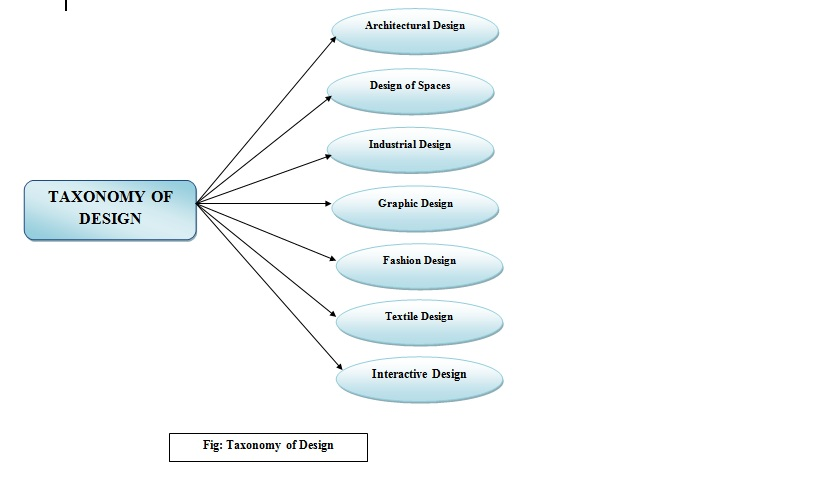 Architectural Design
Design of Spaces
Industrial Design
TAXONOMY OF
DESIGN
Graphic Design
Fashion Design
Textile Design
Interactive Design
Fig: Taxonomy of Design